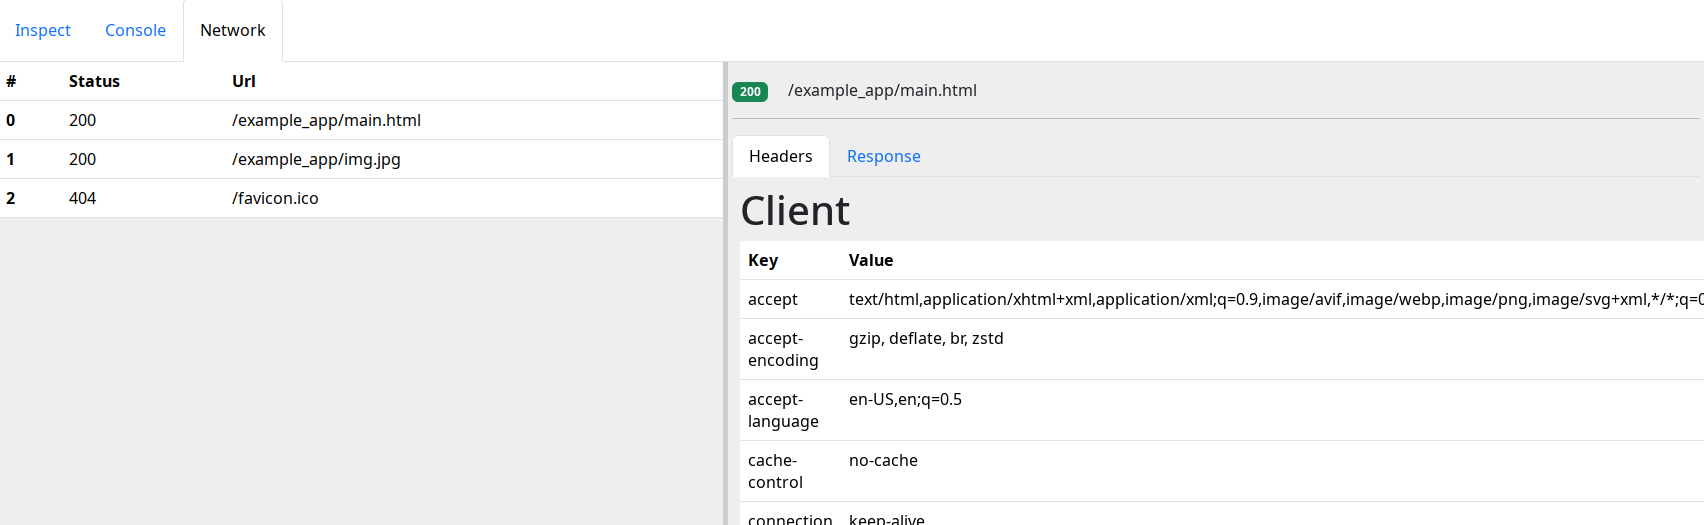 Inspect Console Network
# Status Url
0 200 /example_app/main.html
1 200 /example_app/img.jpg
2 404 /favicon.ico
200 /example_app/main.html
Headers Response
Client
Key Value
accept text/html,application/xhtml+xml,application/xml;q=0.9,image/avif,image/webp,image/png,image/svg+xml,*/*;q=0
accept-
encoding
gzip, deflate, br, zstd
accept-
language
en-US,en;q=0.5
cache-
control
no-cache
connection keep-alive